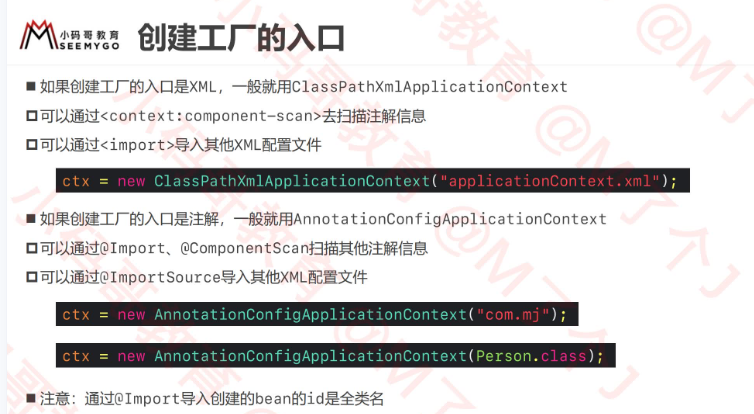 小码哥教育
SEEMYGO
创建工厂的入口
■ 如果创建工厂的入口是XML，一般就用ClassPathXmlApplicationContext
可以通过<context:component-scan>去扫描注解信息
可以通过<import>导入其他XML配置文件
ctx = new ClassPathXmlApplicationContext("applicationContext.xml");
■ 如果创建工厂的入口是注解，一般就用AnnotationConfigApplicationContext
可以通过@Import、@ComponentScan扫描其他注解信息
可以通过@ImportSource导入其他XML配置文件
ctx = new AnnotationConfigApplicationContext("com.mj");
ctx = new AnnotationConfigApplicationContext(Person.class);
■ 注意：通过@Import导入创建的bean的id是全类名
小码哥教育 @M了个J